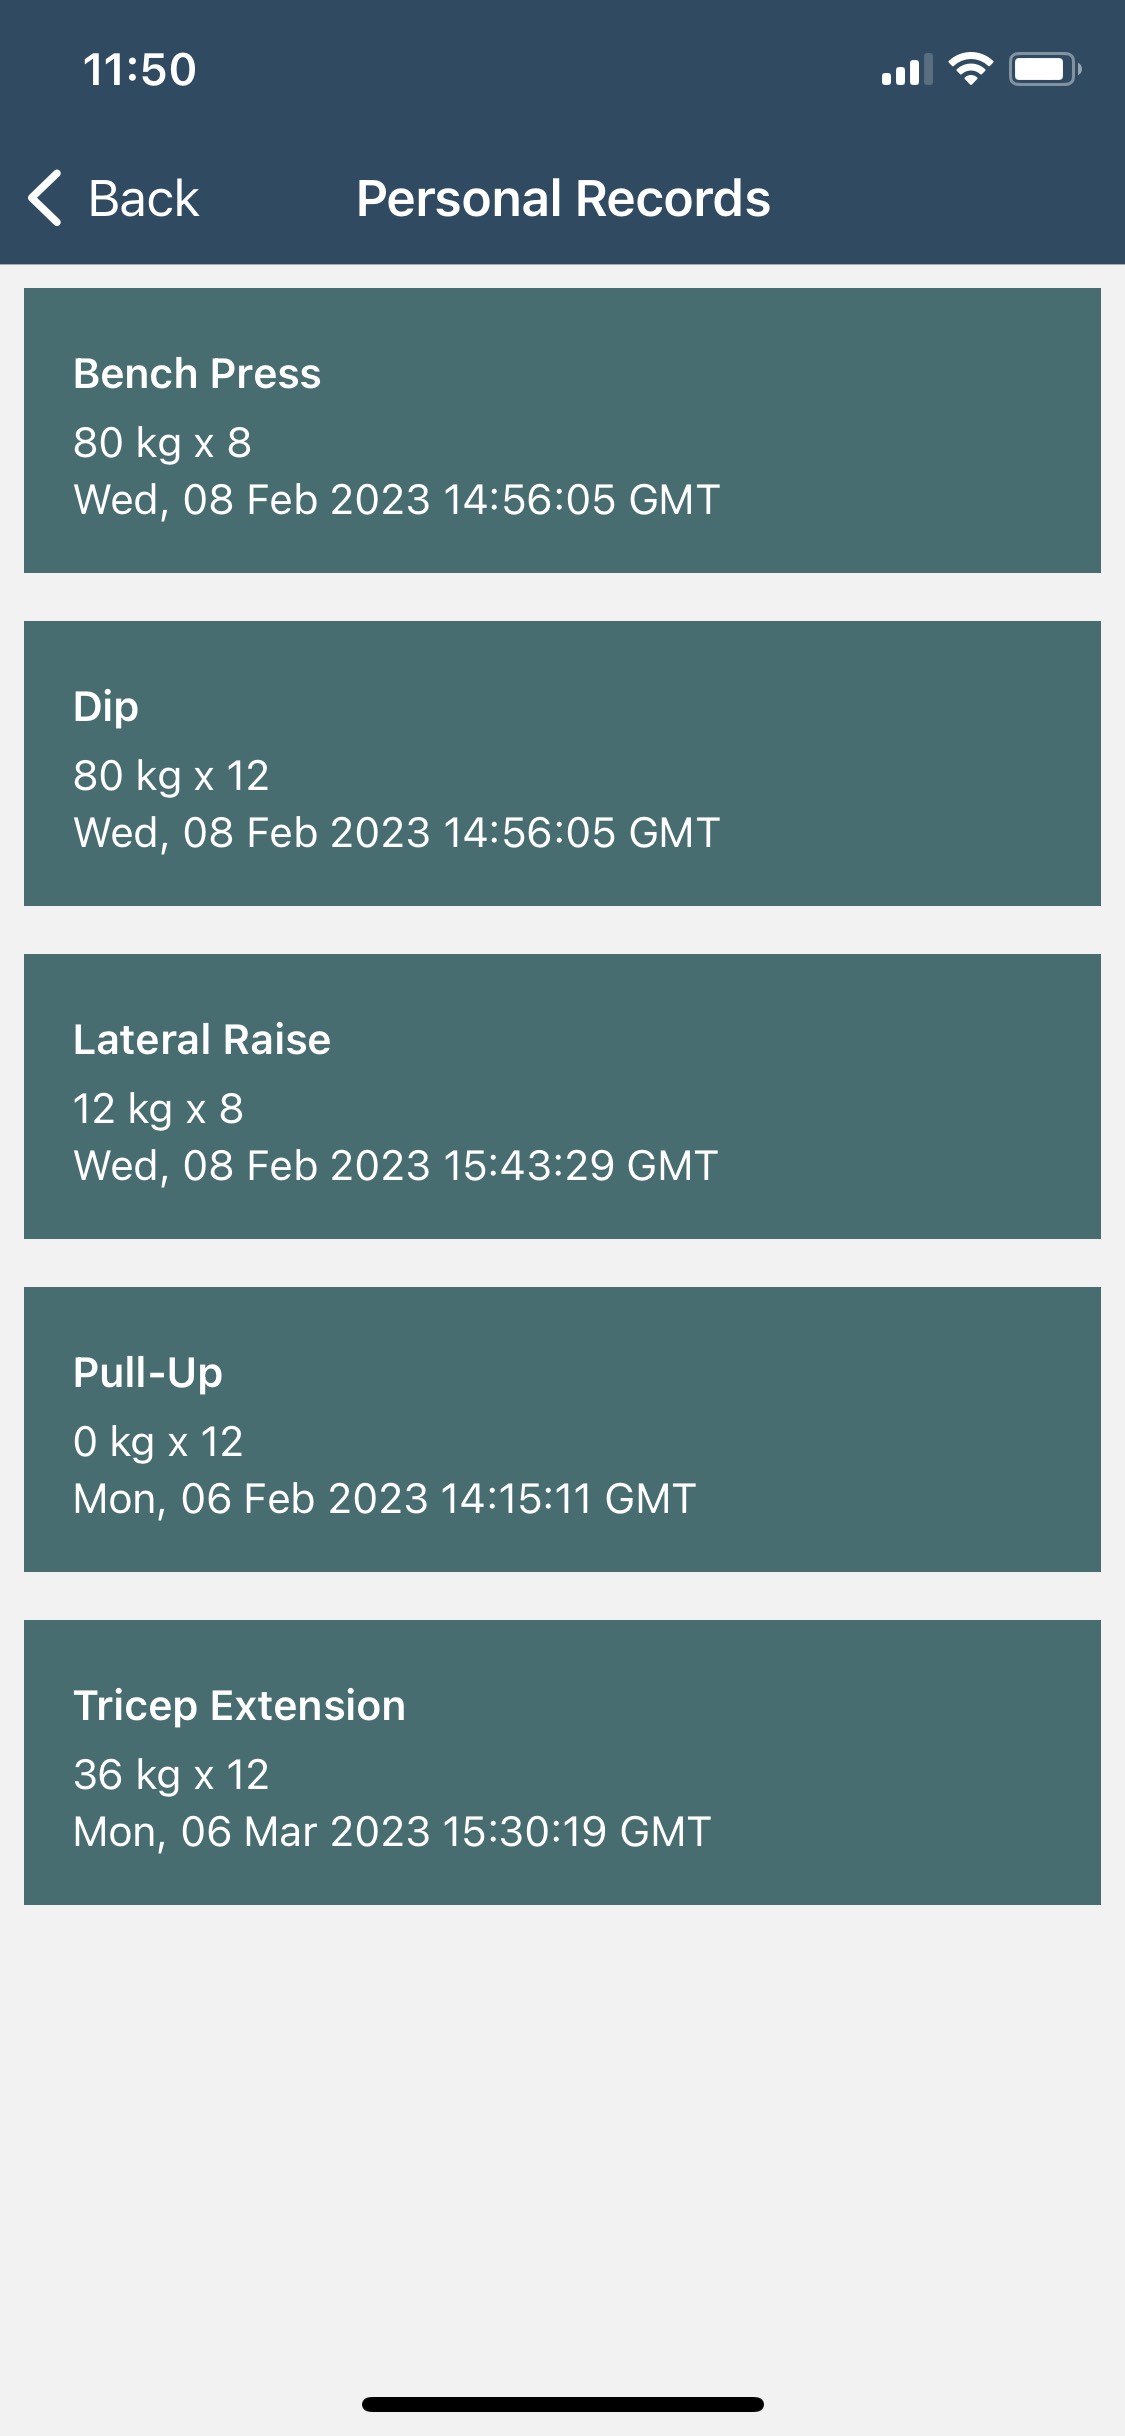 11:50
Back
Personal Records
Bench Press
80 kg x 8
Wed, 08 Feb 2023 14:56:05 GMT
Dip
80 kg x 12
Wed, 08 Feb 2023 14:56:05 GMT
Lateral Raise
12 kg x 8
Wed, 08 Feb 2023 15:43:29 GMT
Pull-Up
0 kg x 12
Mon, 06 Feb 2023 14:15:11 GMT
Tricep Extension
36 kg x 12
Mon, 06 Mar 2023 15:30:19 GMT